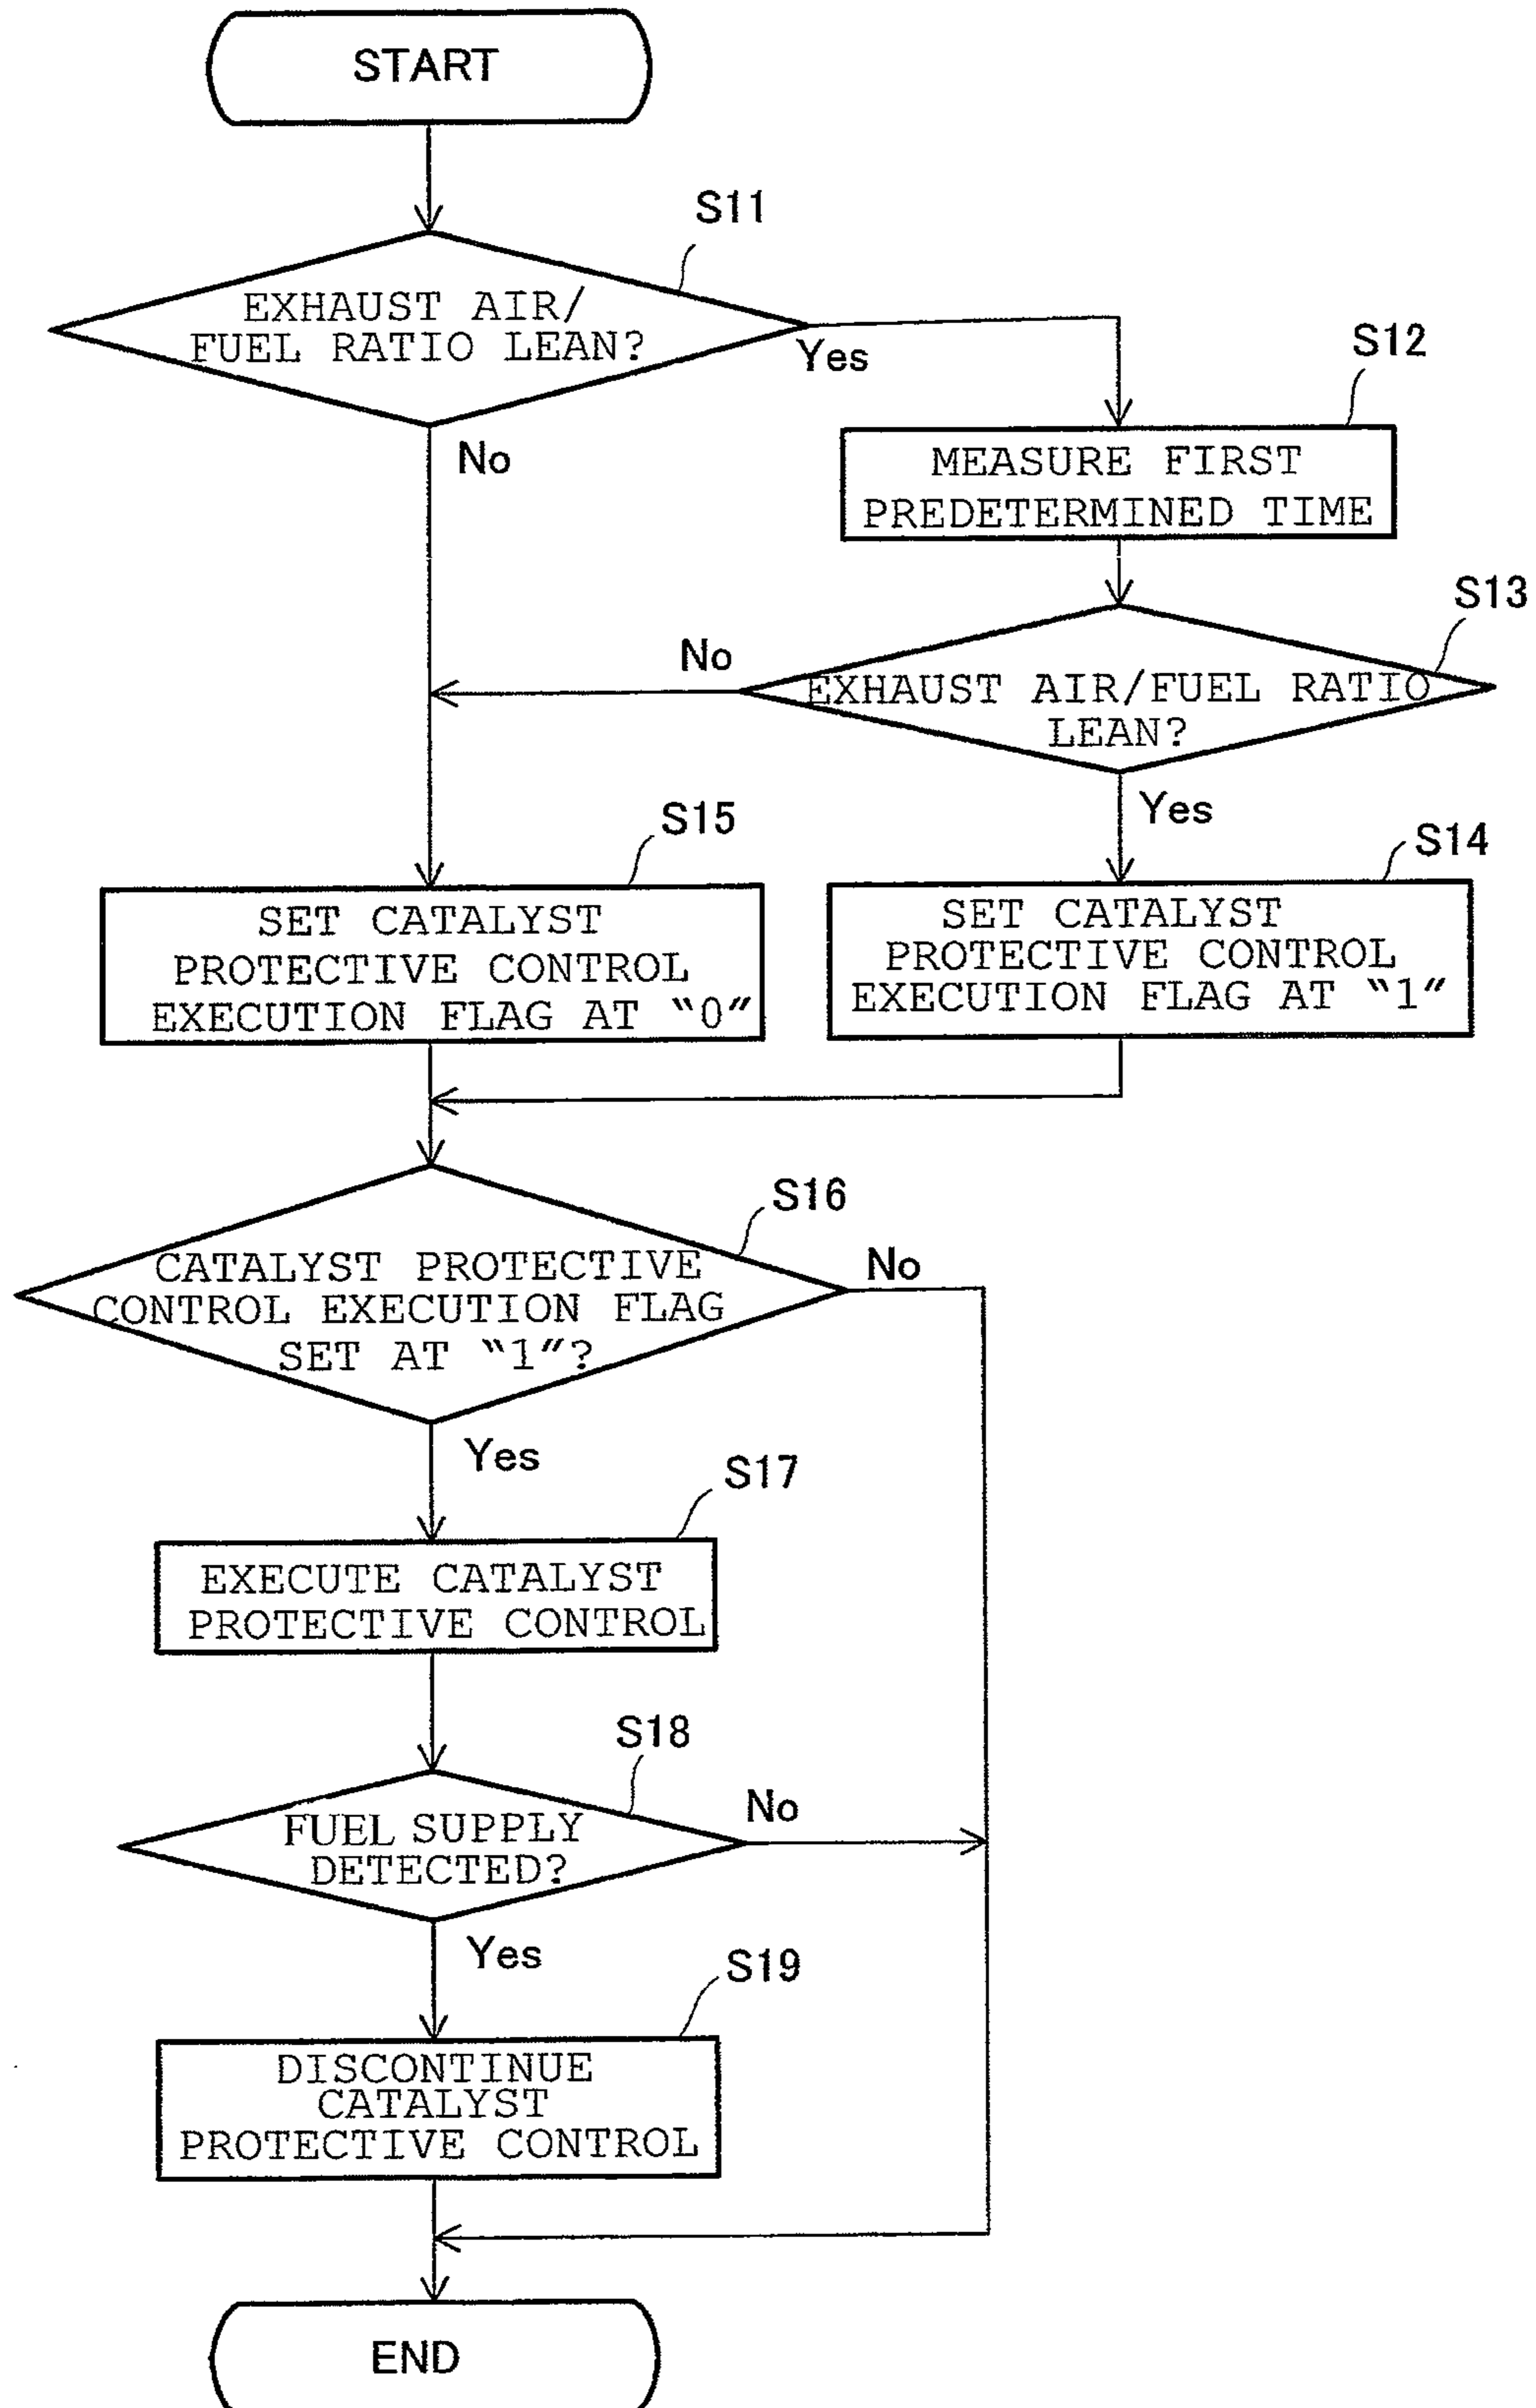 START
S11
EXHAUST AIR/
FUEL RATIO LEAN?
Yes
No
S12
MEASURE FIRST
PREDETERMINED TIME
S13
No
EXHAUST AIR/FUEL RATIO
LEAN?
Yes
S15
SET CATALYST
PROTECTIVE CONTROL
EXECUTION FLAG AT “0”
S14
SET CATALYST
PROTECTIVE CONTROL
EXECUTION FLAG AT “1”
S16
CATALYST PROTECTIVE
CONTROL EXECUTION FLAG
SET AT “1”?
No
Yes
S17
EXECUTE CATALYST
PROTECTIVE CONTROL
S18
FUEL SUPPLY
DETECTED?
No
Yes
S19
DISCONTINUE
CATALYST
PROTECTIVE CONTROL
END